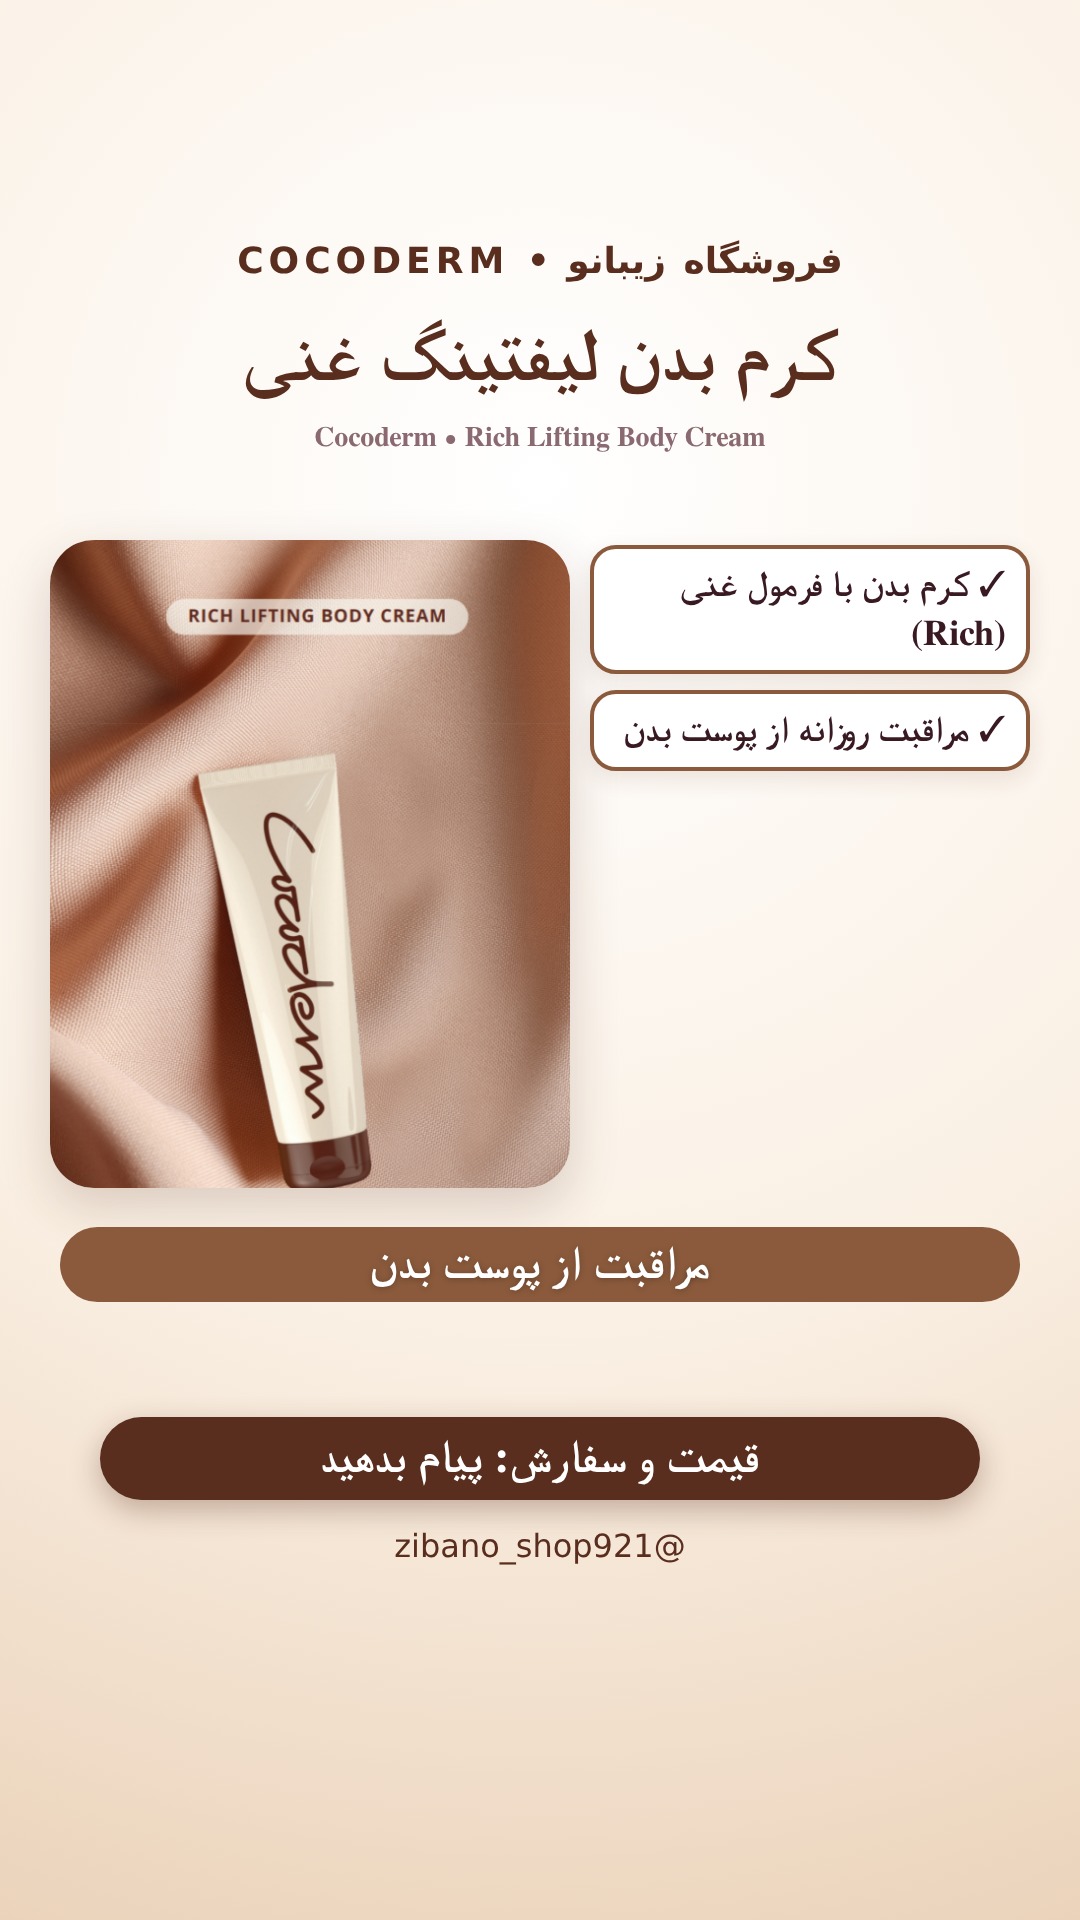 فروشگاه زیبانو • COCODERM
کرم بدن لیفتینگ غنی
Cocoderm • Rich Lifting Body Cream
RICH LIFTING BODY CREAM
Cocoderm
✓ کرم بدن با فرمول غنی
(Rich)
✓ مراقبت روزانه از پوست بدن
مراقبت از پوست بدن
قیمت و سفارش: پیام بدهید
zibano_shop921@